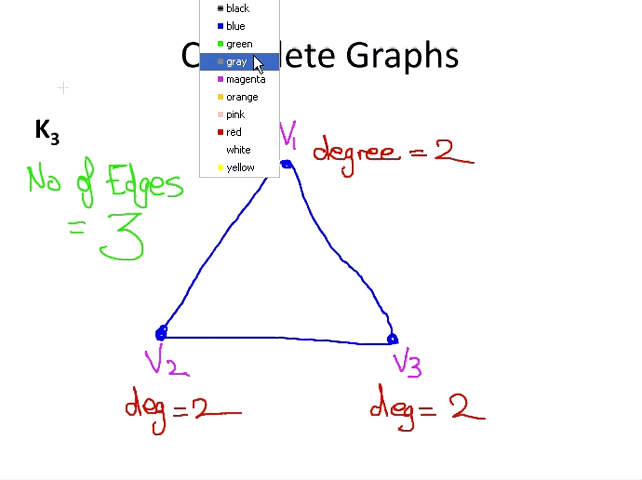 black
blue
green
gray
magenta
orange
pink
red
white
yellow
C lete Graphs
K3
No of Edges
= 3
V1
degree = 2
V2
deg = 2
V3
deg = 2